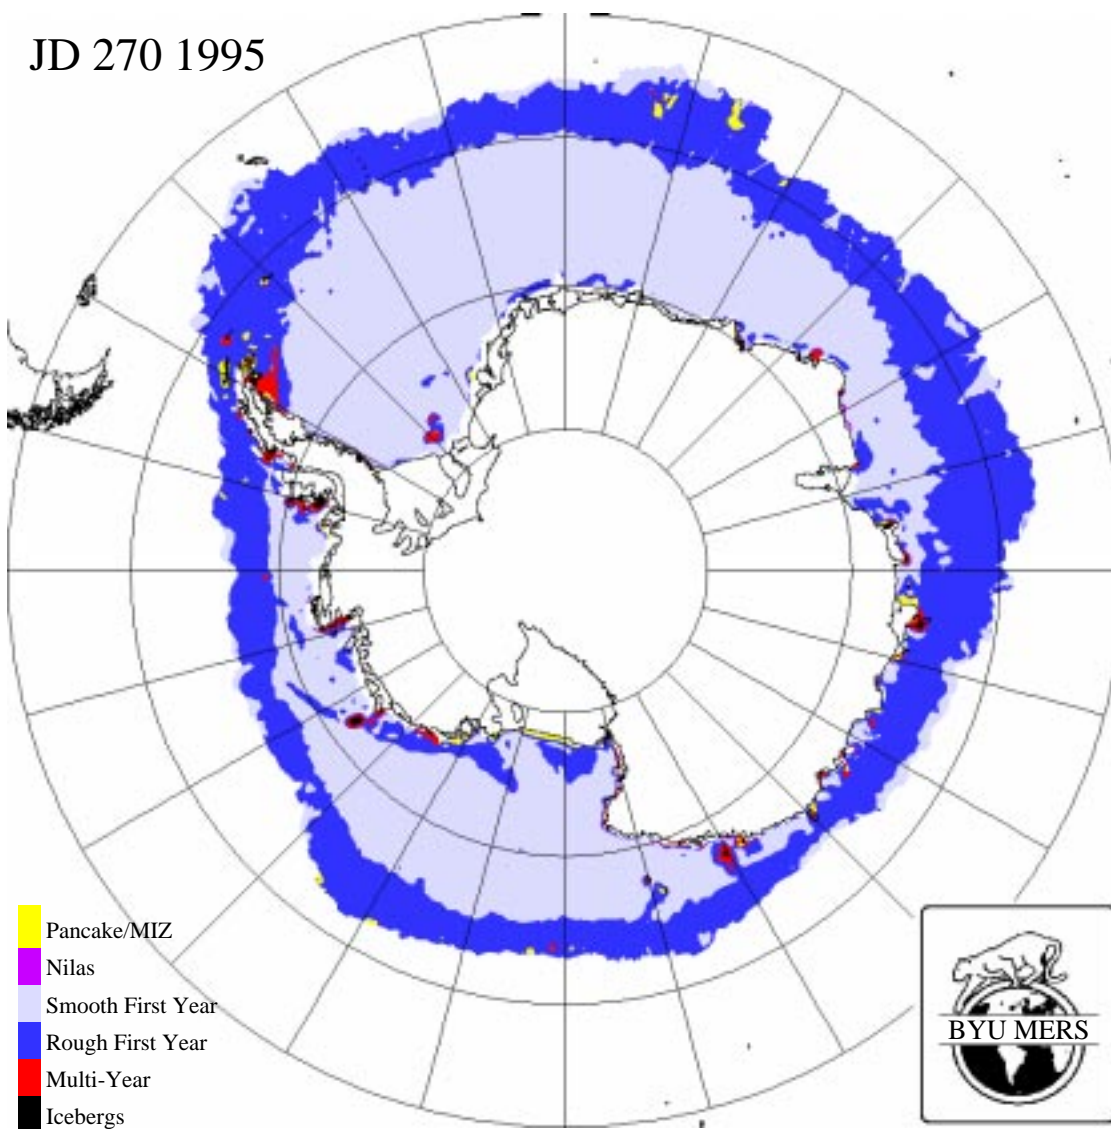 JD 270 1995
Pancake/MIZ
Nilas
Smooth First Year
Rough First Year
Multi-Year
Icebergs
BYU MERS